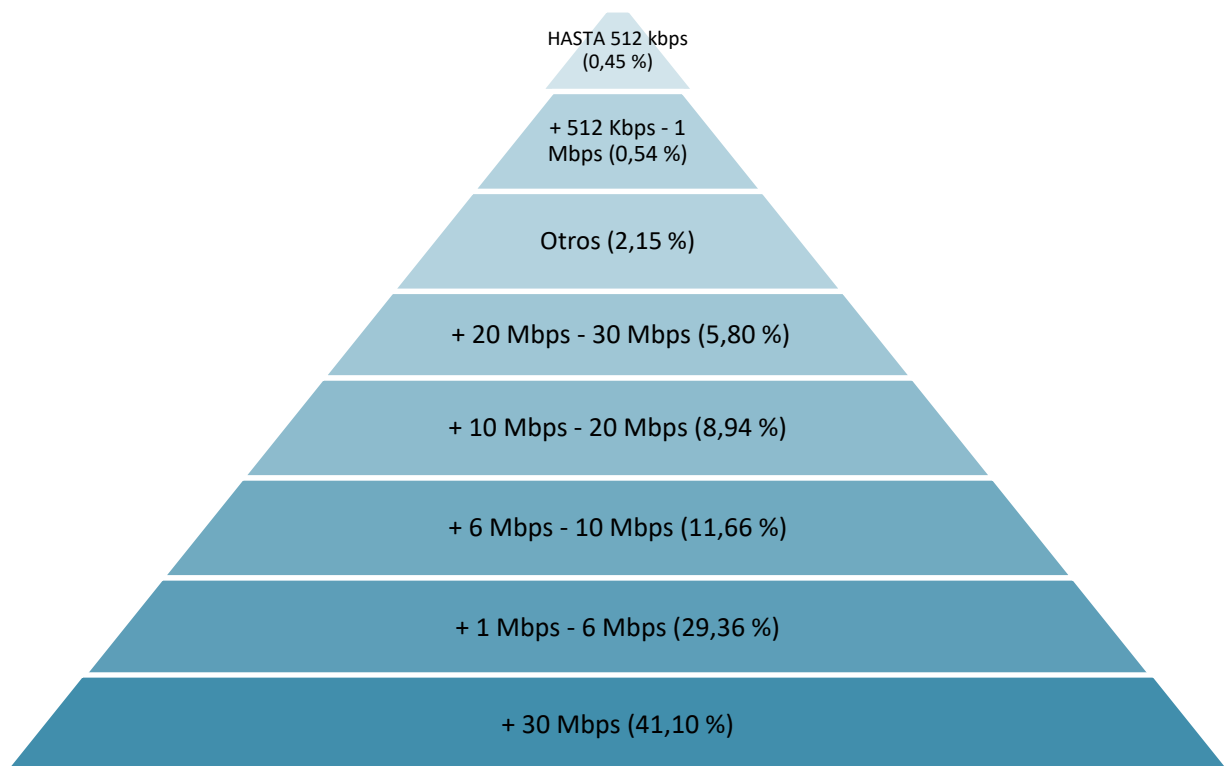 HASTA 512 kbps
(0,45 %)
+ 512 Kbps - 1
Mbps (0,54 %)
Otros (2,15 %)
+ 20 Mbps - 30 Mbps (5,80 %)
+ 10 Mbps - 20 Mbps (8,94 %)
+ 6 Mbps - 10 Mbps (11,66 %)
+ 1 Mbps - 6 Mbps (29,36 %)
+ 30 Mbps (41,10 %)